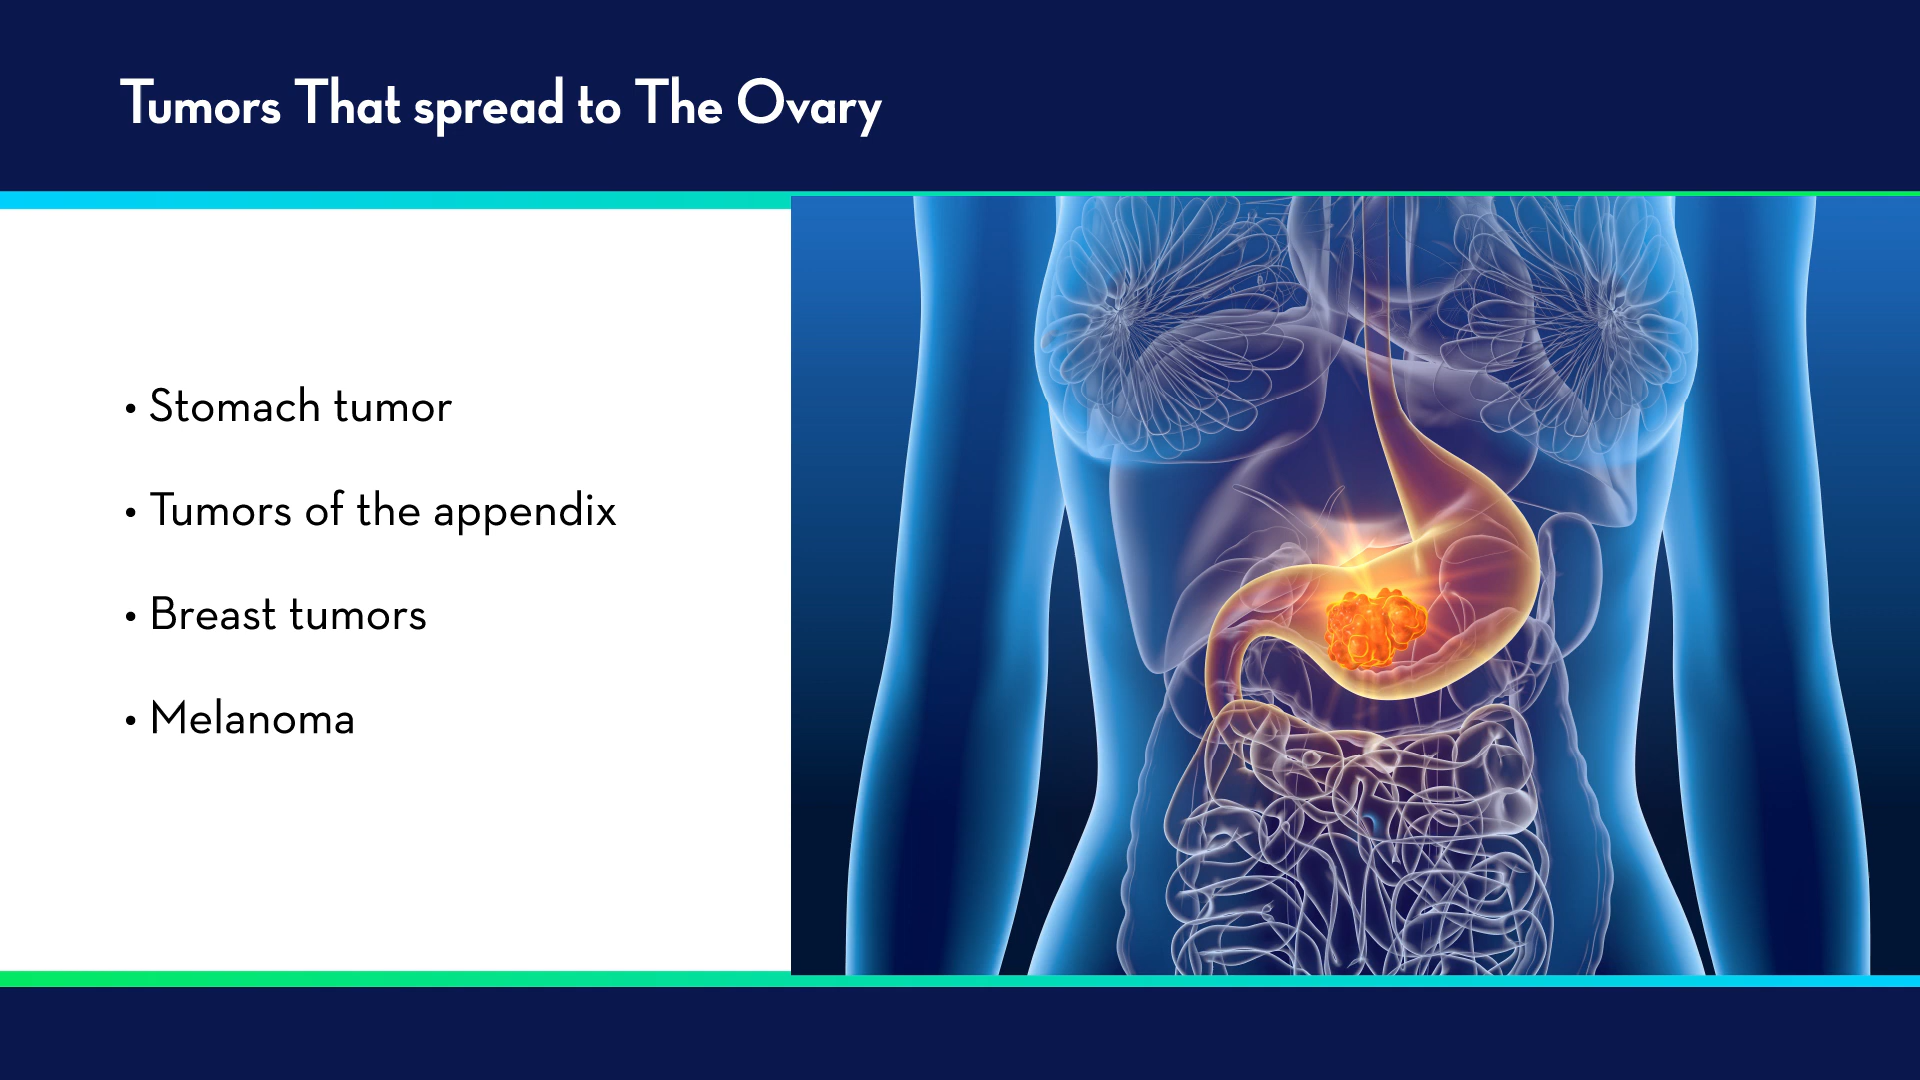 Tumors That spread to The Ovary
• Stomach tumor
• Tumors of the appendix
• Breast tumors
• Melanoma